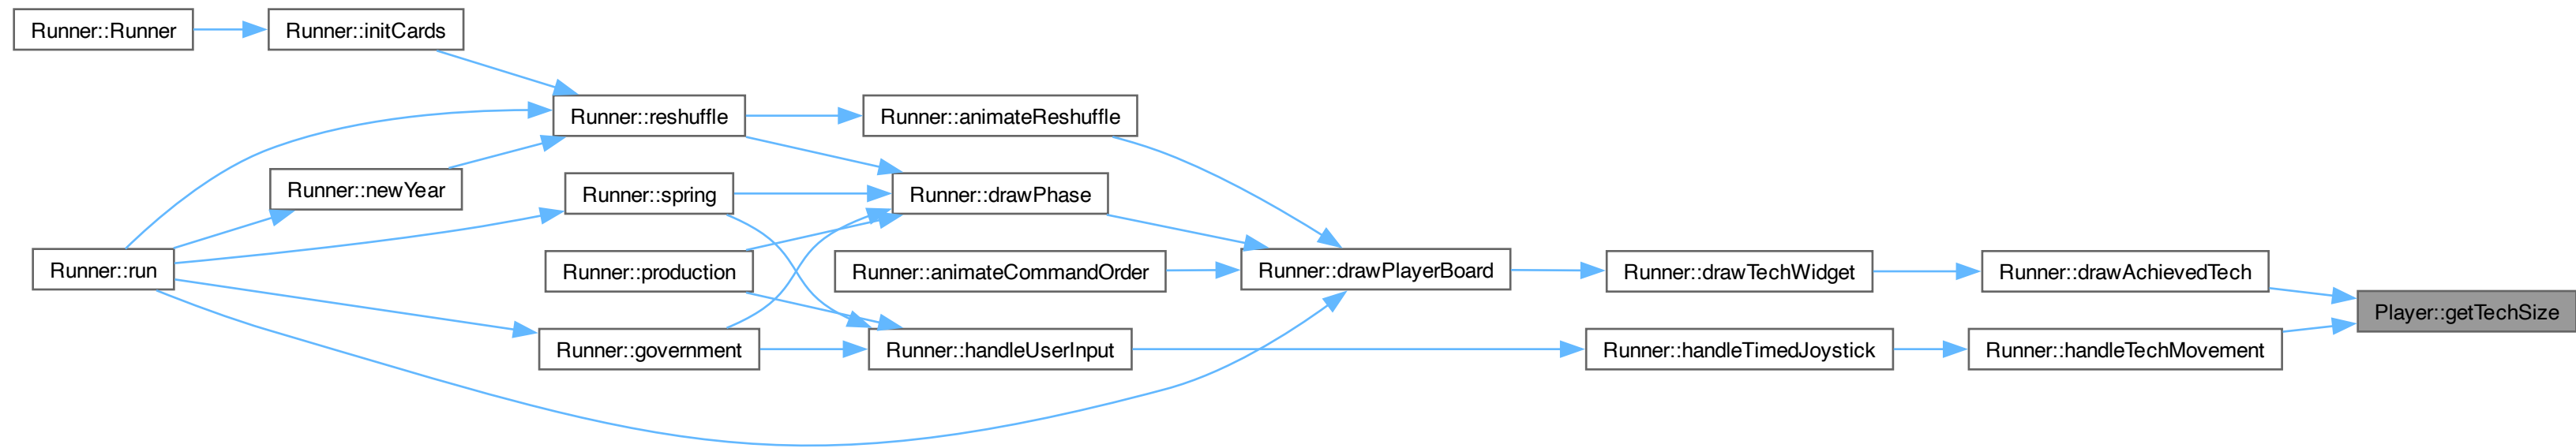 Runner::Runner
Runner::initCards
Runner::reshuffle
Runner::animateReshuffle
Runner::newYear
Runner::spring
Runner::drawPhase
Runner::run
Runner::production
Runner::animateCommandOrder
Runner::drawPlayerBoard
Runner::drawTechWidget
Runner::drawAchievedTech
Player::getTechSize
Runner::government
Runner::handleUserInput
Runner::handleTimedJoystick
Runner::handleTechMovement